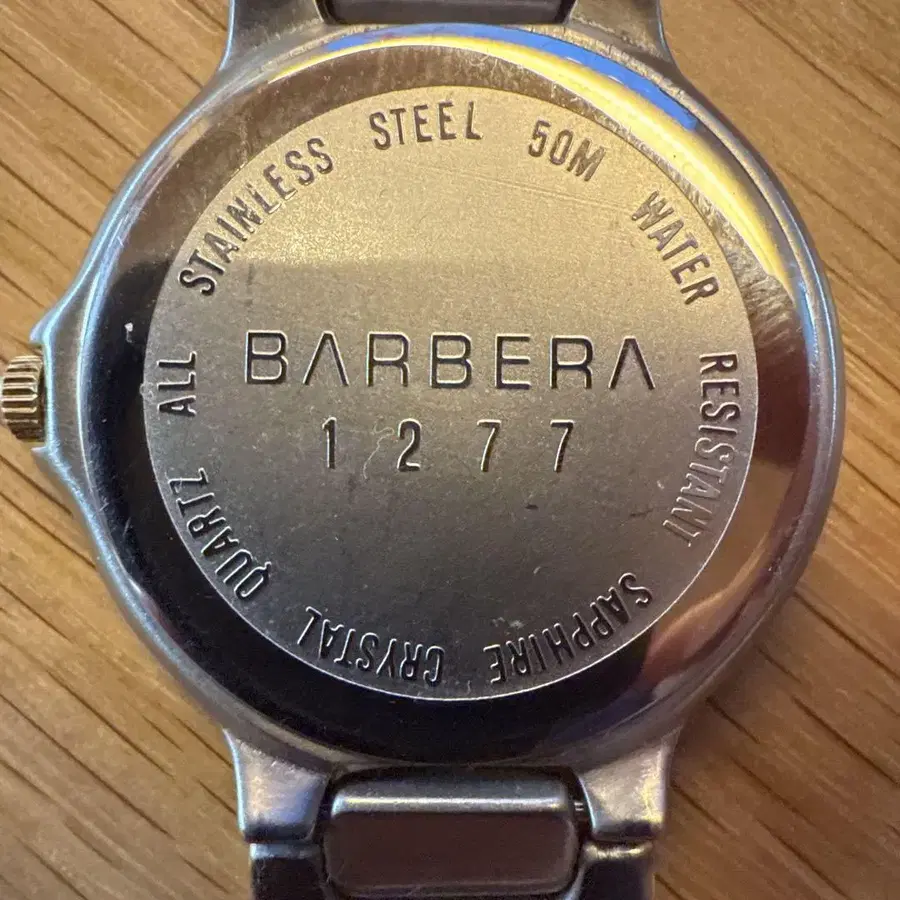 ALL STAINLESS STEEL 50M WATER RESISTANT SAPPHIRE CRYSTAL QUARTZ
BARBERA
1277